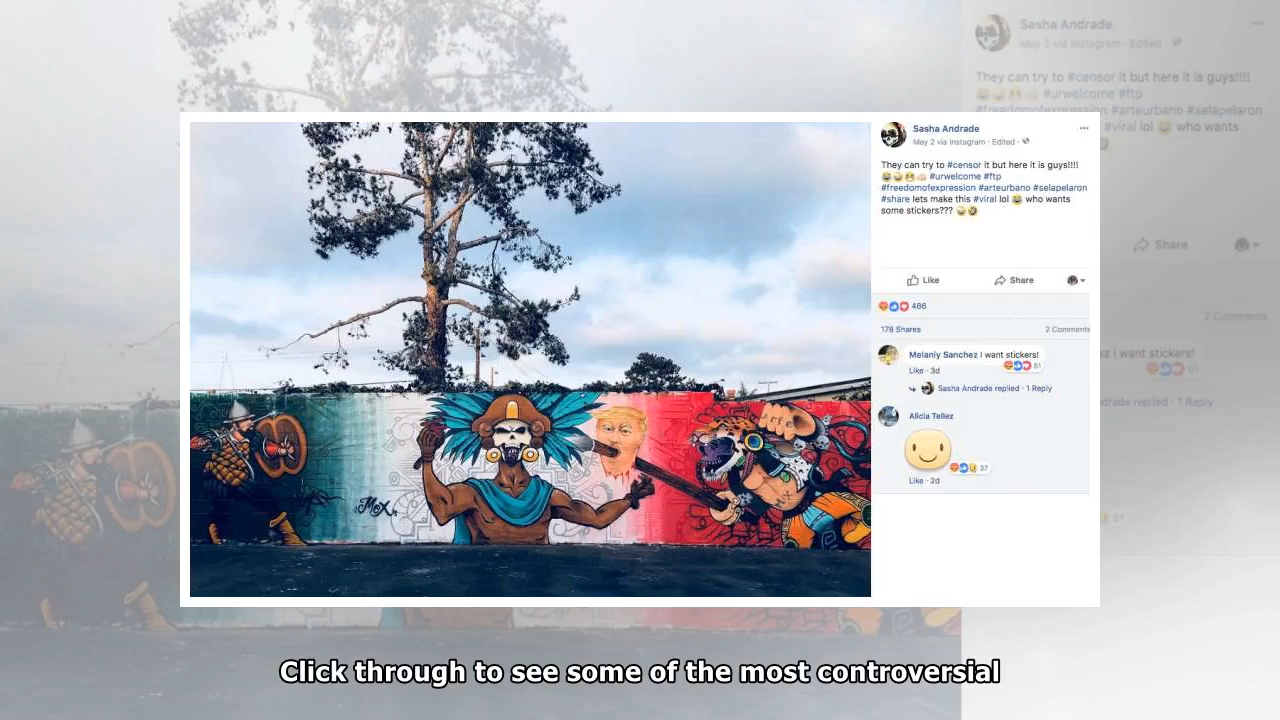 Sasha Andrade
May 2 via Instagram · Edited ·
They can try to #censor it but here it is guys!!!!
😂😂😁👊🏻 #urwelcome #ftp
#freedomofexpression #arteurbano #selapelaron
#share lets make this #viral lol 😂 who wants
some stickers??? 😜🤣
Like Share
486
178 Shares 2 Comments
Melaniy Sanchez I want stickers!
81
Like · 3d
Sasha Andrade replied · 1 Reply
Alicia Tellez
37
Like · 2d
Click through to see some of the most controversial